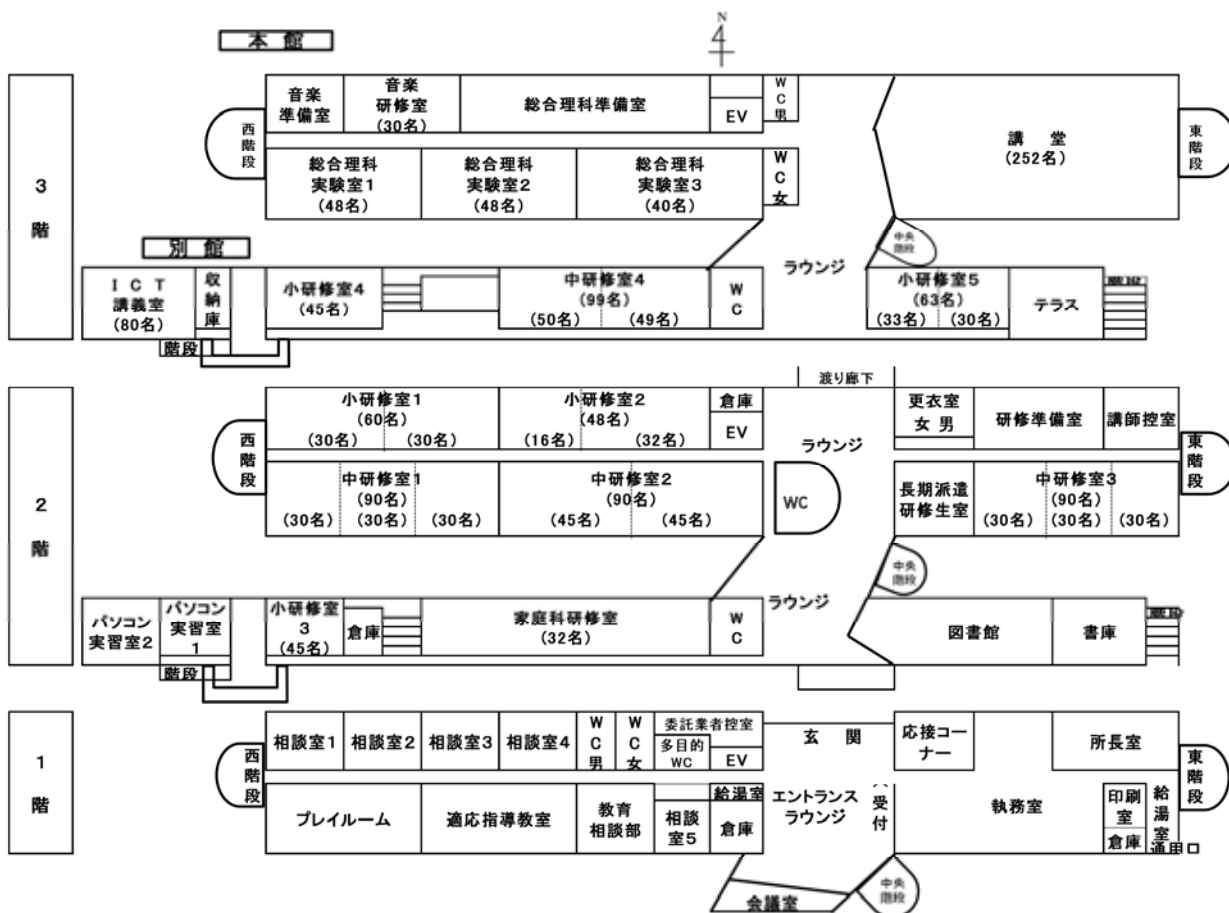 本 館
N
4
3
階
音楽
準備室
音楽
研修室
(30名)
総合理科準備室
EV
W
C
男
講 堂
(252名)
西
階
段
東
階
段
総合理科
実験室1
(48名)
総合理科
実験室2
(48名)
総合理科
実験室3
(40名)
W
C
女
中央
階段
別 館
ラウンジ
I C T
講義室
(80名)
収
納
庫
小研修室4
(45名)
中研修室4
(99名)
(50名)
(49名)
W
C
小研修室5
(63名)
(33名)
(30名)
テラス
階段
階段
2
階
渡り廊下
小研修室1
(60名)
(30名)
(30名)
小研修室2
(48名)
(16名)
(32名)
倉庫
EV
ラウンジ
更衣室
女 男
研修準備室
講師控室
西
階
段
東
階
段
中研修室1
(90名)
(30名)
(30名)
(30名)
中研修室2
(90名)
(45名)
(45名)
WC
長期派遣
研修生室
中研修室3
(90名)
(30名)
(30名)
(30名)
中央
階段
パソコン
実習室2
パソコン
実習室
1
小研修室
3
(45名)
倉庫
家庭科研修室
(32名)
W
C
ラウンジ
図書館
書庫
階段
階段
1
階
相談室1
相談室2
相談室3
相談室4
W
C
男
W
C
女
委託業者控室
多目的
WC
EV
玄 関
応接コー
ナー
所長室
西
階
段
東
階
段
プレイルーム
適応指導教室
教育
相談部
給湯室
相談
室5
倉庫
エントランス
ラウンジ
受
付
執務室
印刷
室
倉庫
給
湯
室
通用口
会議室
中央
階段